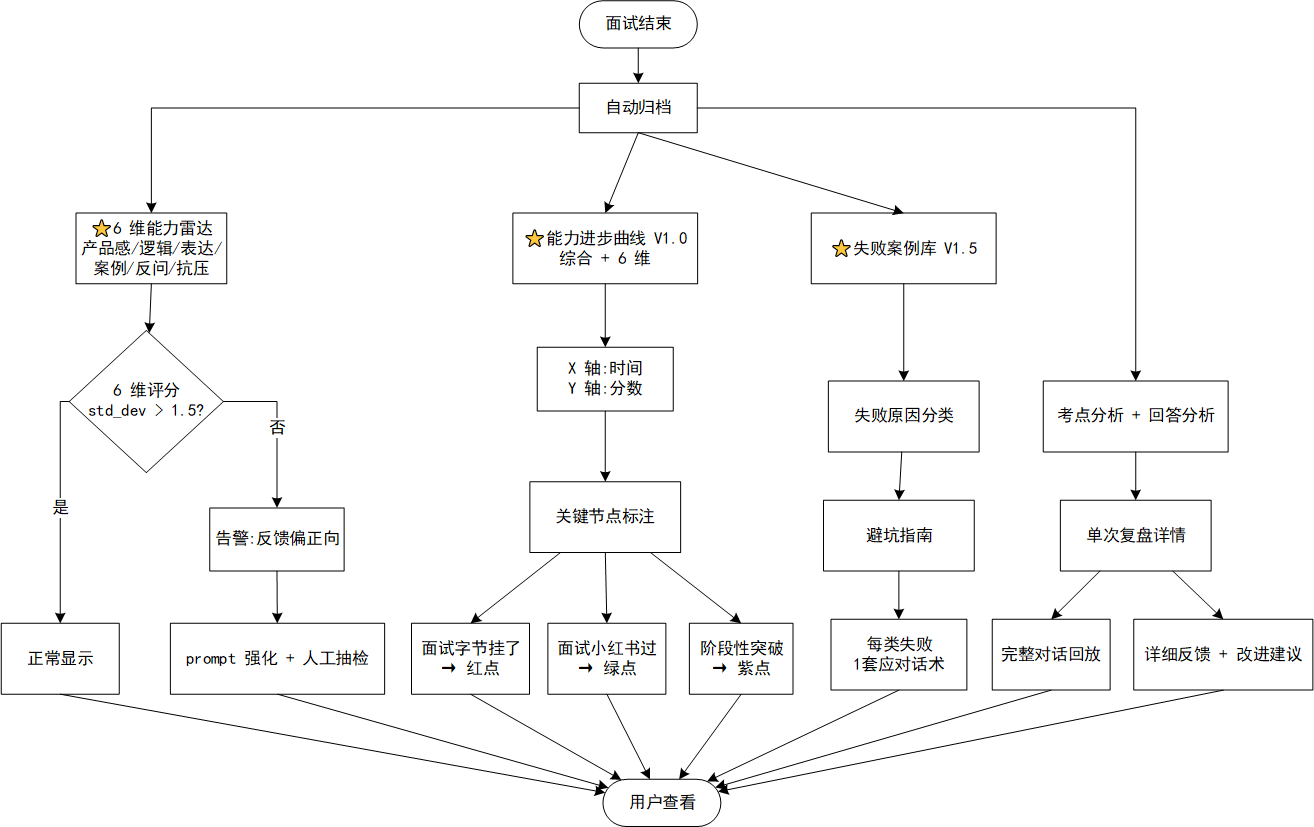 面试结束
自动归档
⭐6 维能力雷达
产品感/逻辑/表达/
案例/反问/抗压
⭐能力进步曲线 V1.0
综合 + 6 维
⭐失败案例库 V1.5
6 维评分
std_dev > 1.5?
X 轴:时间
Y 轴:分数
失败原因分类
考点分析 + 回答分析
否
是
告警:反馈偏正向
关键节点标注
避坑指南
单次复盘详情
正常显示
prompt 强化 + 人工抽检
面试字节挂了
→ 红点
面试小红书过
→ 绿点
阶段性突破
→ 紫点
每类失败
1套应对话术
完整对话回放
详细反馈 + 改进建议
用户查看